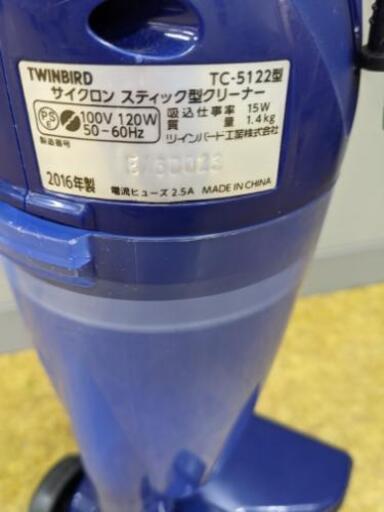 TWINBIRD TC-5122型
サイクロン スティック型クリーナー
PS E 100V 120W 吸込仕事率 15W
50-60Hz 質量 1.4kg
製造番号 ツインバード工業株式会社
2016年製 電流ヒューズ 2.5A MADE IN CHINA